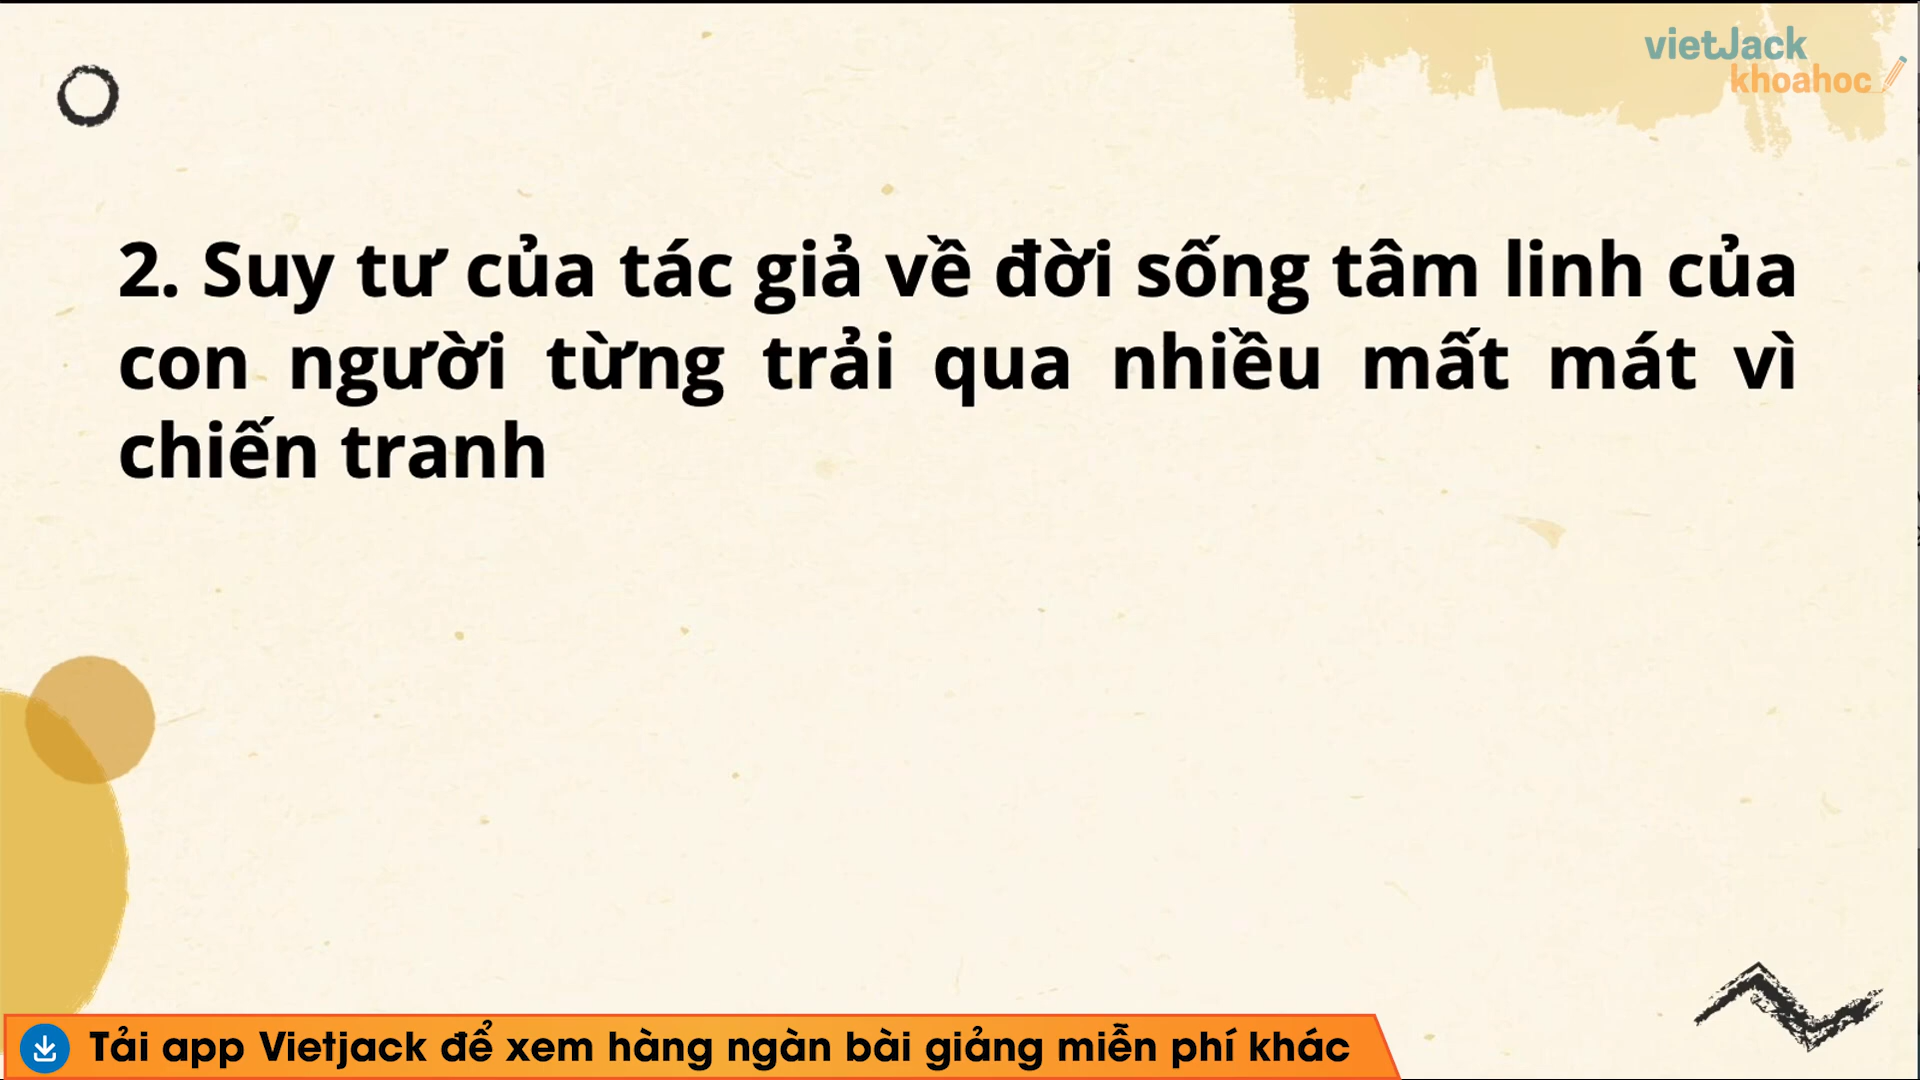 vietJack
khoahoc
2. Suy tư của tác giả về đời sống tâm linh của
con người từng trải qua nhiều mất mát vì
chiến tranh
Tải app Vietjack để xem hàng ngàn bài giảng miễn phí khác